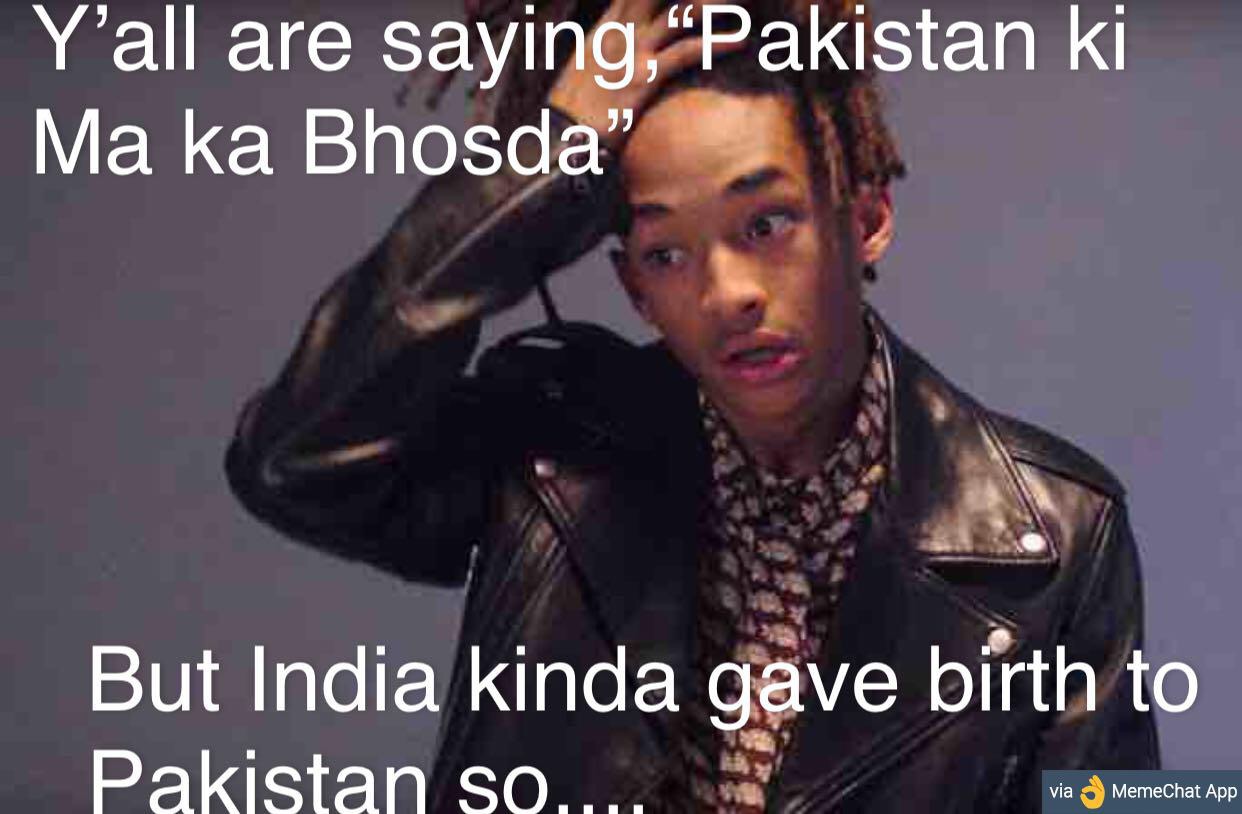 Y’all are saying,“Pakistan ki
Ma ka Bhosda”
But India kinda gave birth to
Pakistan so....
via 👌 MemeChat App